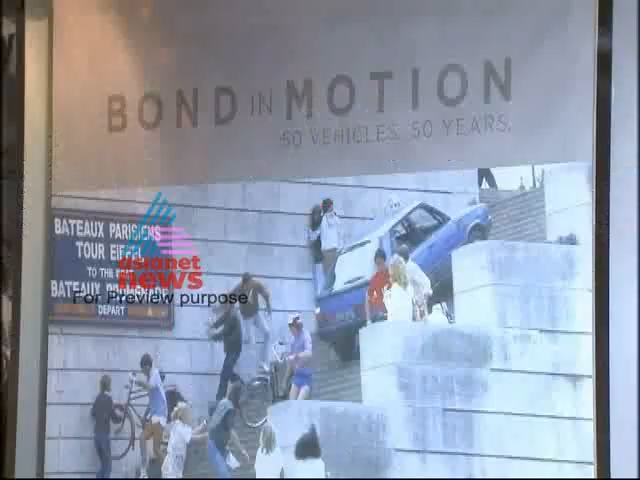 BOND IN MOTION
50 VEHICLES. 50 YEARS.
BATEAUX PARISIENS
TOUR EIFFEL
TO THE
BATEAUX
DEPART
asianet
news
For Preview purpose